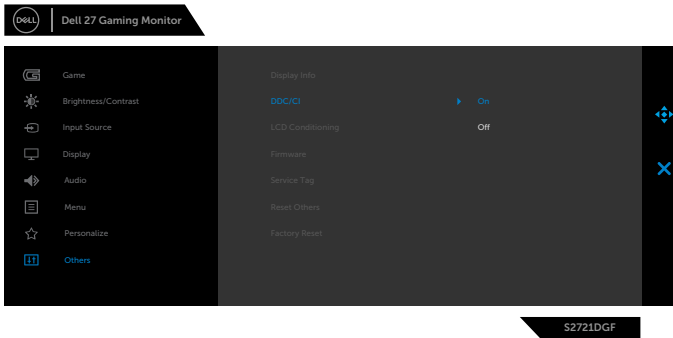 DELL
Dell 27 Gaming Monitor
Game
Display Info
Brightness/Contrast
DDC/CI
On
Input Source
LCD Conditioning
Off
Display
Firmware
Audio
Service Tag
Menu
Reset Others
Personalize
Factory Reset
Others
S2721DGF